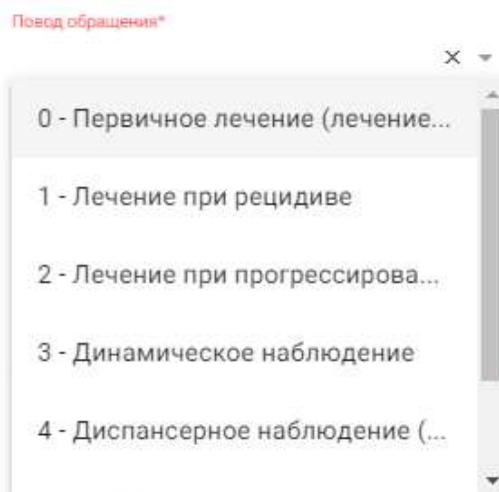 Повод обращения*
0 - Первичное лечение (лечение...
1 - Лечение при рецидиве
2 - Лечение при прогрессирова...
3 - Динамическое наблюдение
4 - Диспансерное наблюдение (...